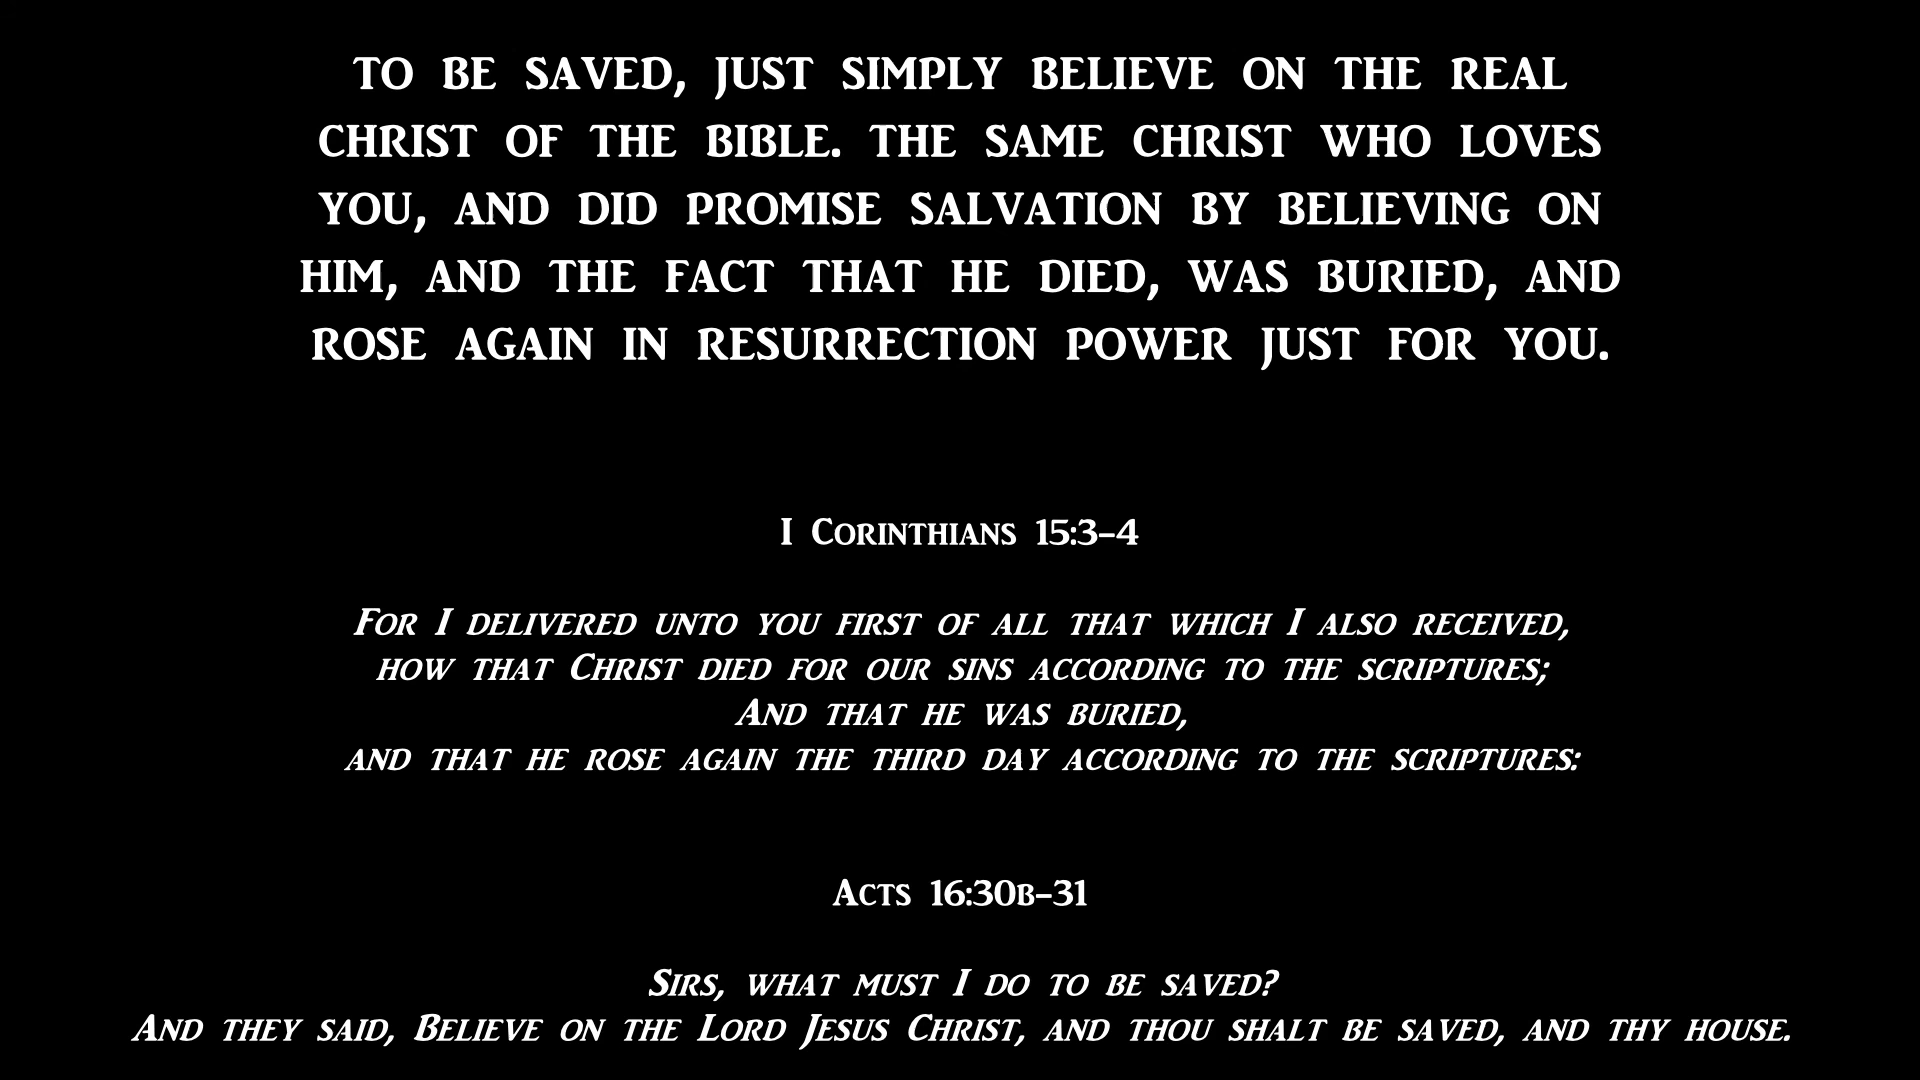 TO BE SAVED, JUST SIMPLY BELIEVE ON THE REAL
CHRIST OF THE BIBLE. THE SAME CHRIST WHO LOVES
YOU, AND DID PROMISE SALVATION BY BELIEVING ON
HIM, AND THE FACT THAT HE DIED, WAS BURIED, AND
ROSE AGAIN IN RESURRECTION POWER JUST FOR YOU.
I Corinthians 15:3-4
For I delivered unto you first of all that which I also received,
how that Christ died for our sins according to the scriptures;
And that he was buried,
and that he rose again the third day according to the scriptures:
Acts 16:30b-31
Sirs, what must I do to be saved?
And they said, Believe on the Lord Jesus Christ, and thou shalt be saved, and thy house.